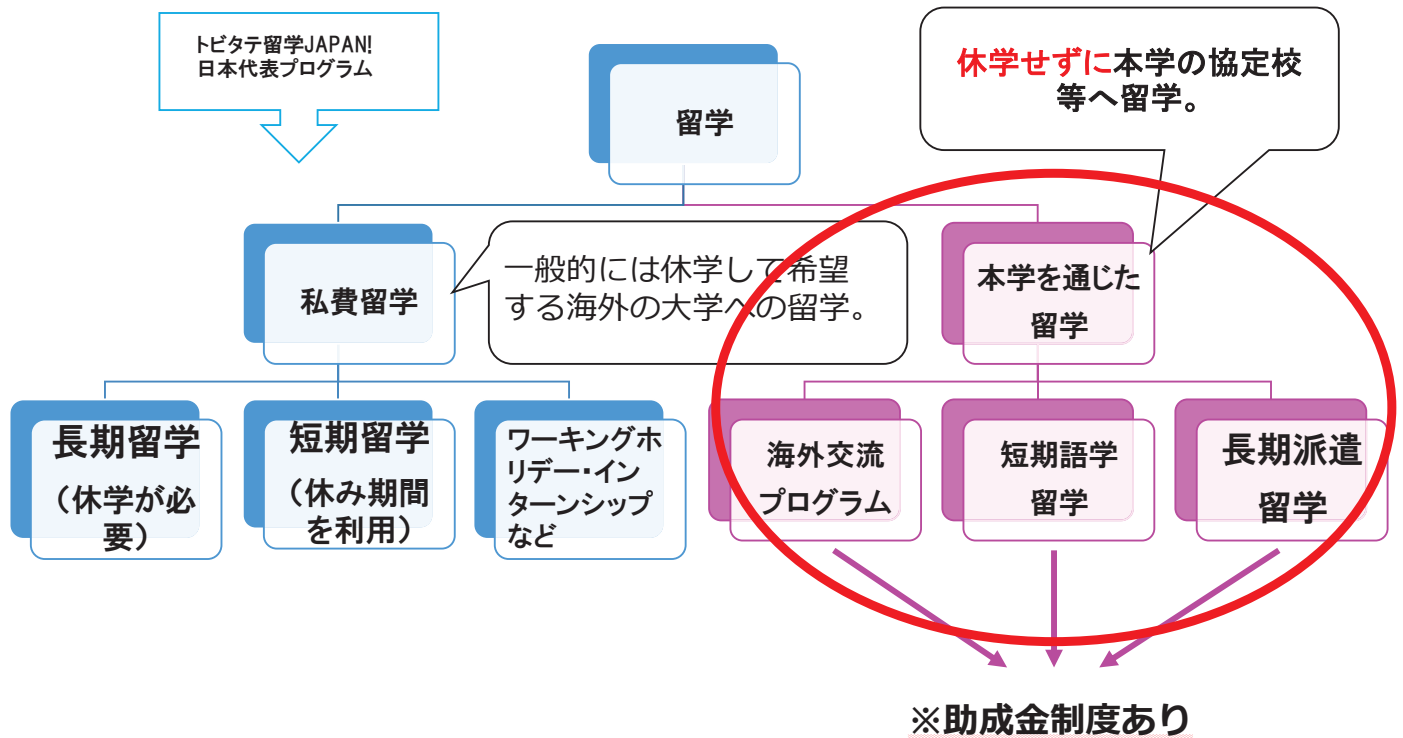 トビタテ留学JAPAN!
日本代表プログラム
留学
休学せずに本学の協定校
等へ留学。
私費留学
一般的には休学して希望
する海外の大学への留学。
本学を通じた
留学
長期留学
（休学が必
要）
短期留学
（休み期間
を利用）
ワーキングホ
リデー・イン
ターンシップ
など
海外交流
プログラム
短期語学
留学
長期派遣
留学
※助成金制度あり